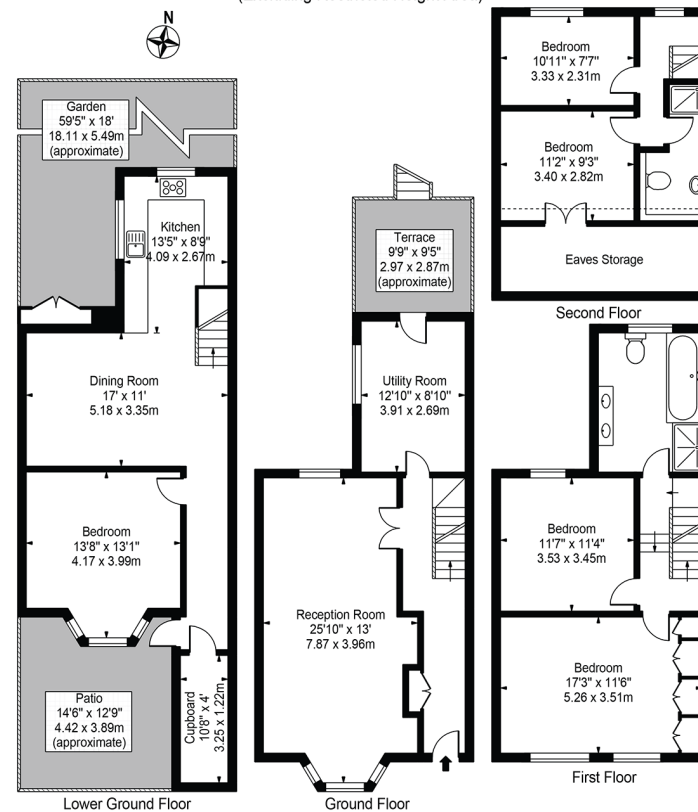 N
Garden
59'5" x 18'
18.11 x 5.49m
(approximate)
Kitchen
13'5" x 8'9"
4.09 x 2.67m
Dining Room
17' x 11'
5.18 x 3.35m
Bedroom
13'8" x 13'1"
4.17 x 3.99m
Patio
14'6" x 12'9"
4.42 x 3.89m
(approximate)
Cupboard
10'8" x 4'
3.25 x 1.22m
Lower Ground Floor
Terrace
9'9" x 9'5"
2.97 x 2.87m
(approximate)
Utility Room
12'10" x 8'10"
3.91 x 2.69m
Reception Room
25'10" x 13'
7.87 x 3.96m
Ground Floor
Bedroom
10'11" x 7'7"
3.33 x 2.31m
Bedroom
11'2" x 9'3"
3.40 x 2.82m
Eaves Storage
Second Floor
Bedroom
11'7" x 11'4"
3.53 x 3.45m
Bedroom
17'3" x 11'6"
5.26 x 3.51m
First Floor